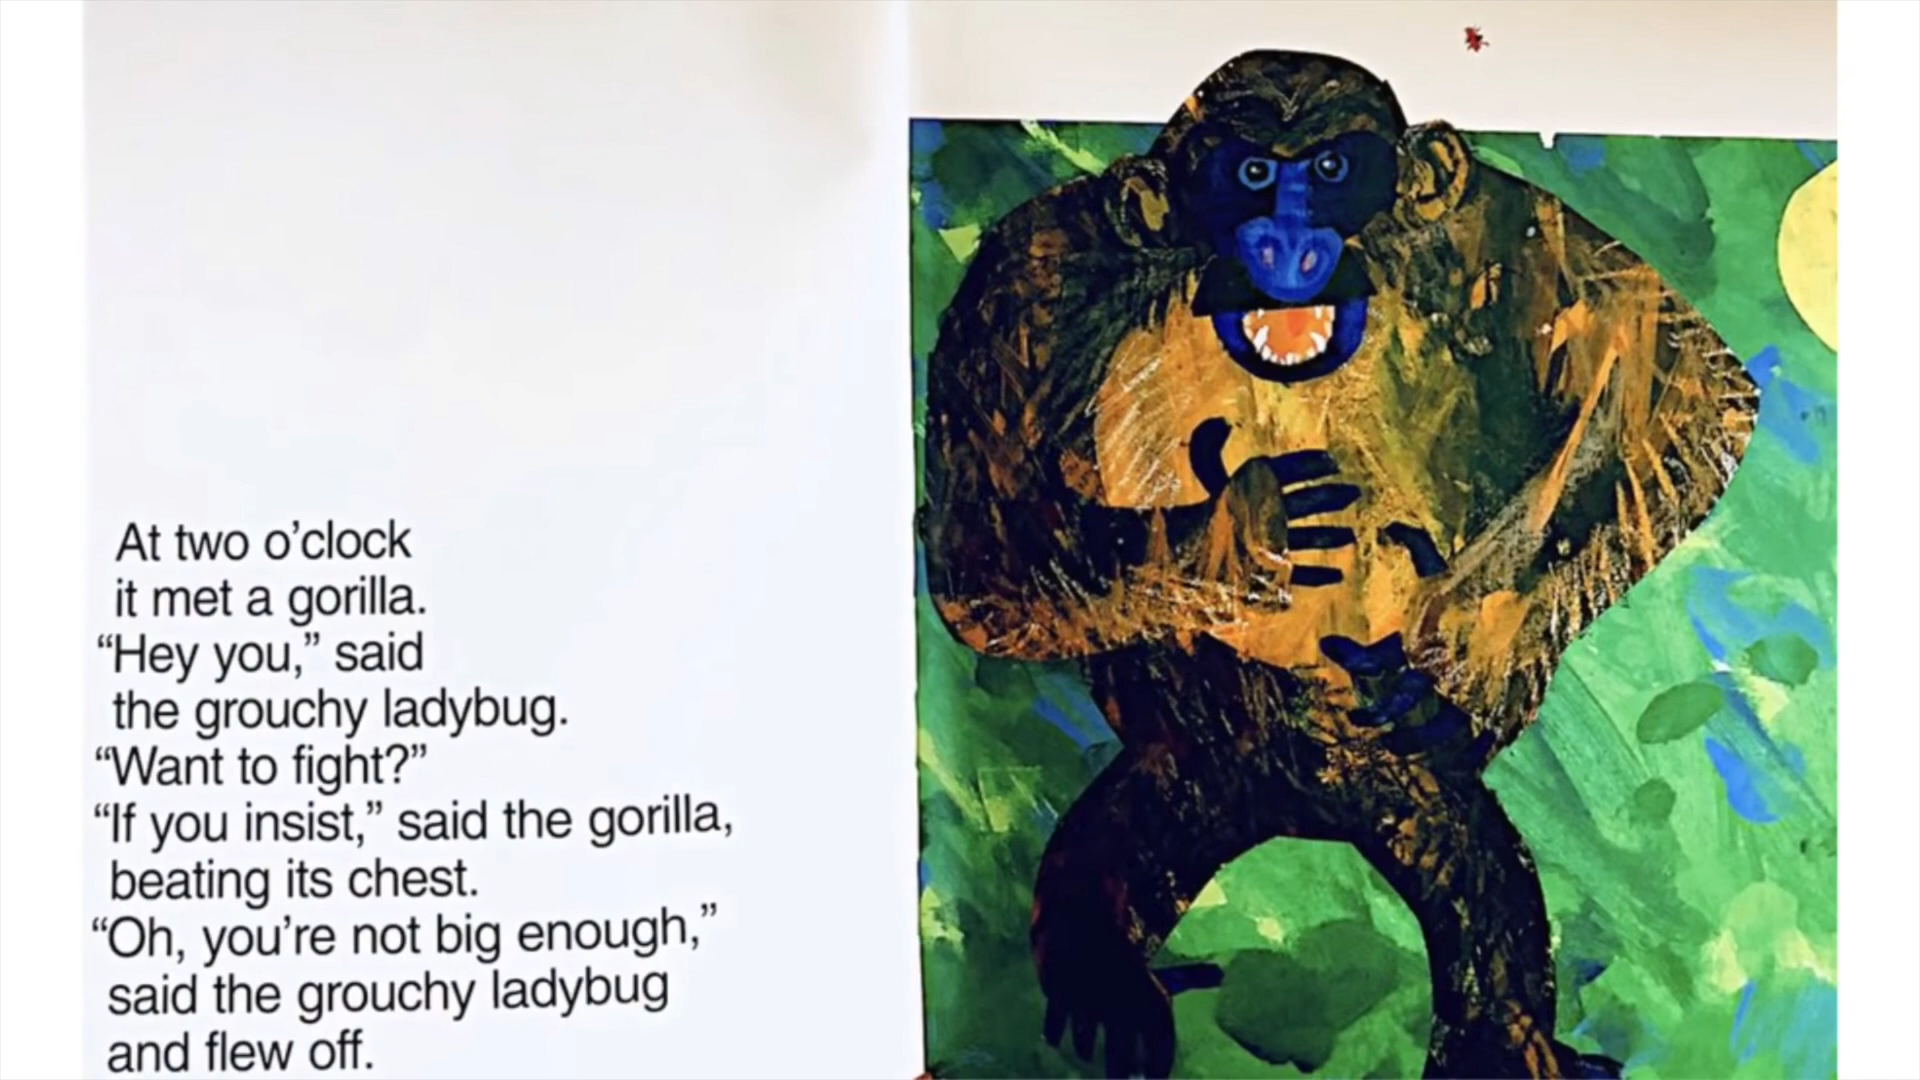 At two o’clock
it met a gorilla.
“Hey you,” said
the grouchy ladybug.
“Want to fight?”
“If you insist,” said the gorilla,
beating its chest.
“Oh, you’re not big enough,”
said the grouchy ladybug
and flew off.